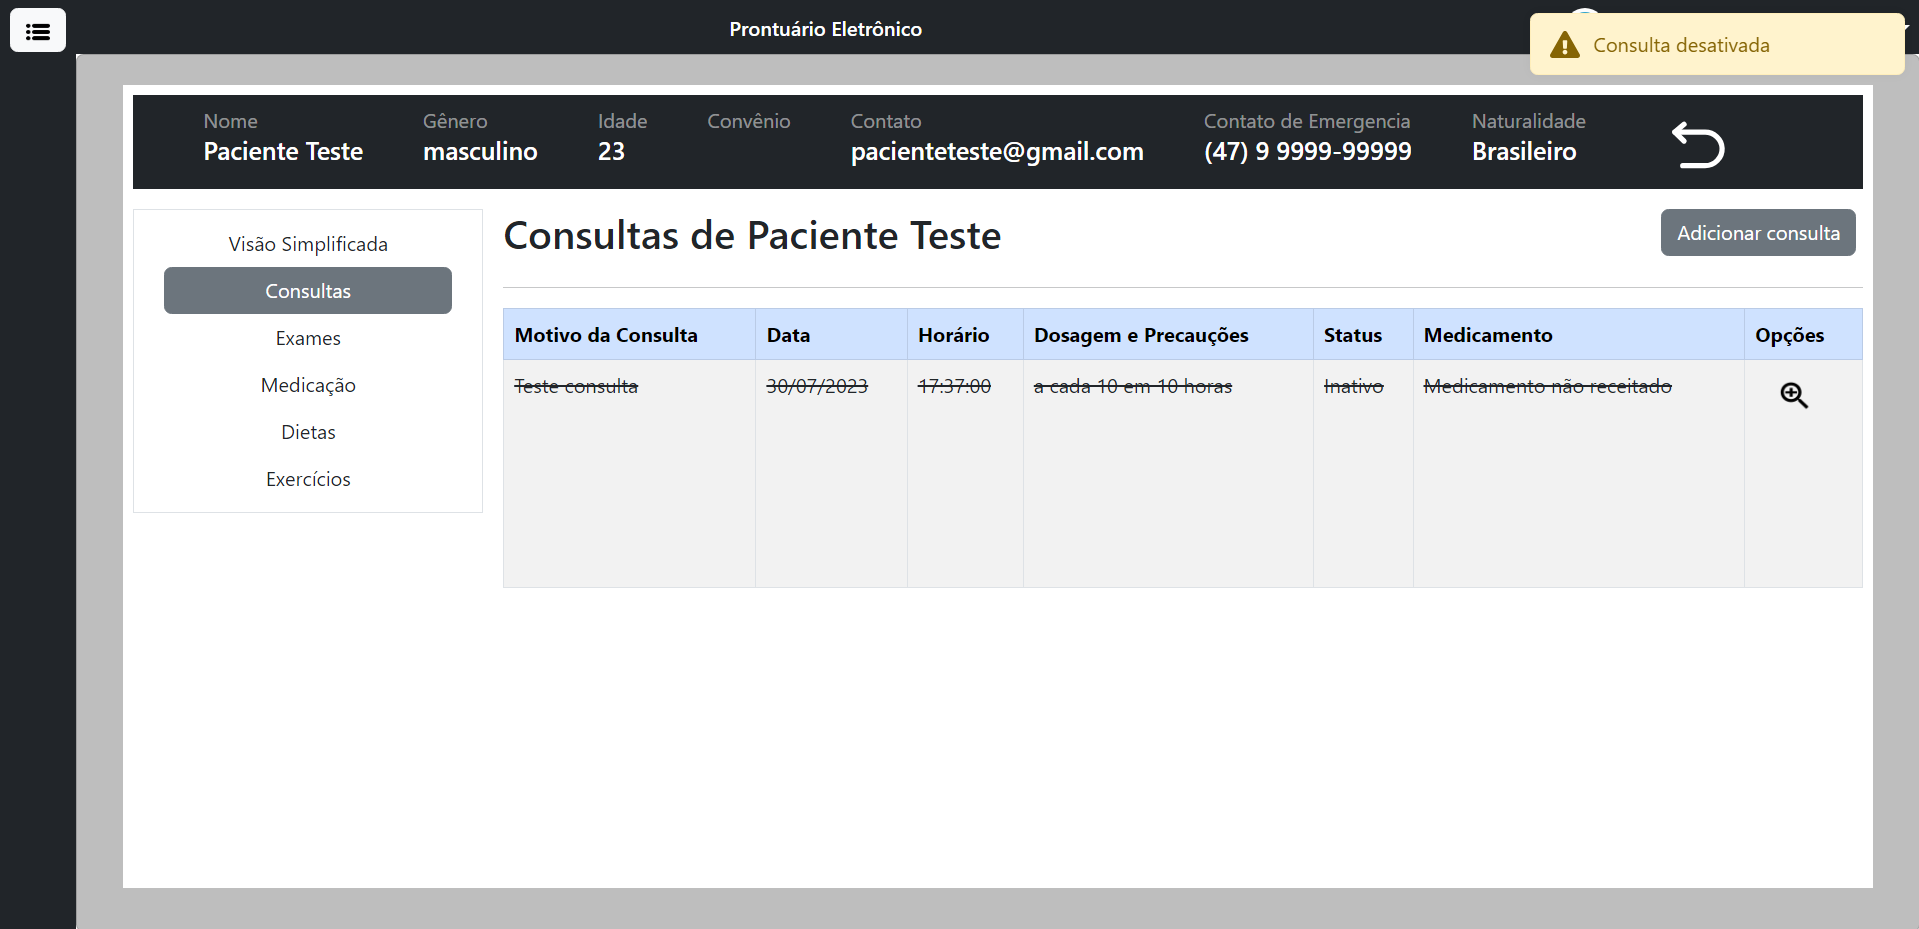 Prontuário Eletrônico
Consulta desativada
Nome Gênero Idade Convênio Contato Contato de Emergencia Naturalidade
Paciente Teste masculino 23 pacienteteste@gmail.com (47) 9 9999-99999 Brasileiro
Visão Simplificada
Consultas
Exames
Medicação
Dietas
Exercícios
Consultas de Paciente Teste
Adicionar consulta
Motivo da Consulta Data Horário Dosagem e Precauções Status Medicamento Opções
Teste consulta 30/07/2023 17:37:00 a cada 10 em 10 horas Inativo Medicamento não receitado